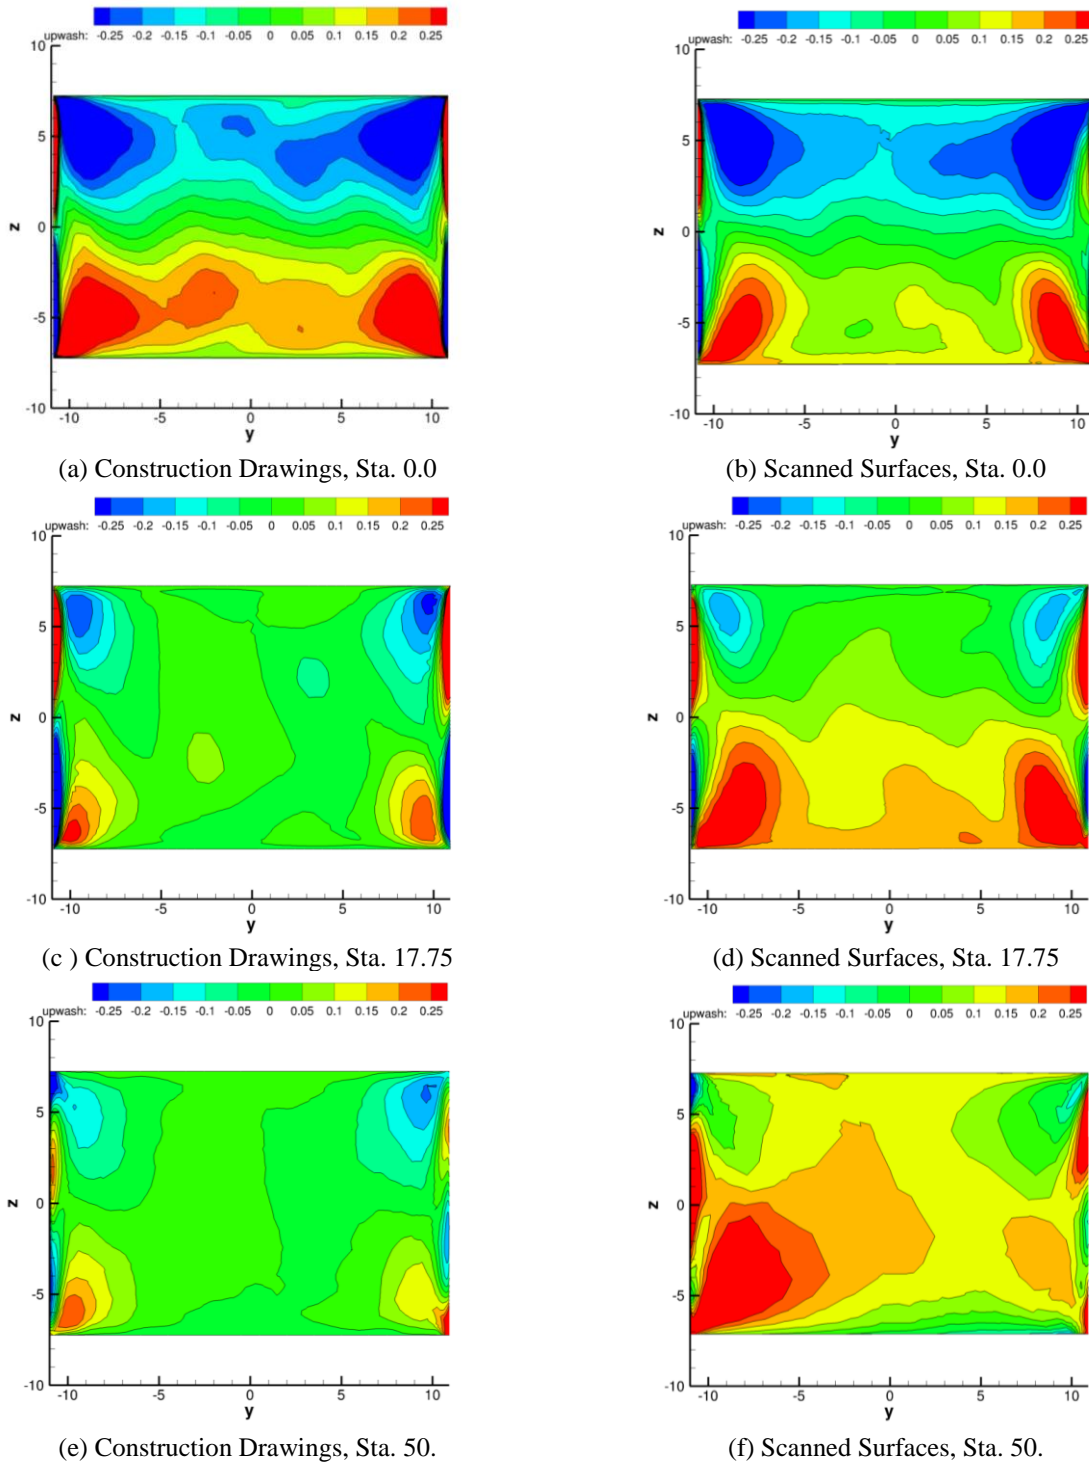 upwash: -0.25 -0.2 -0.15 -0.1 -0.05 0 0.05 0.1 0.15 0.2 0.25
10
5
0
-5
-10
z
-10 -5 0 5 10
y
(a) Construction Drawings, Sta. 0.0
upwash: -0.25 -0.2 -0.15 -0.1 -0.05 0 0.05 0.1 0.15 0.2 0.25
10
5
0
-5
-10
z
-10 -5 0 5 10
y
(b) Scanned Surfaces, Sta. 0.0
upwash: -0.25 -0.2 -0.15 -0.1 -0.05 0 0.05 0.1 0.15 0.2 0.25
10
5
0
-5
-10
z
-10 -5 0 5 10
y
(c ) Construction Drawings, Sta. 17.75
upwash: -0.25 -0.2 -0.15 -0.1 -0.05 0 0.05 0.1 0.15 0.2 0.25
10
5
0
-5
-10
z
-10 -5 0 5 10
y
(d) Scanned Surfaces, Sta. 17.75
upwash: -0.25 -0.2 -0.15 -0.1 -0.05 0 0.05 0.1 0.15 0.2 0.25
10
5
0
-5
-10
z
-10 -5 0 5 10
y
(e) Construction Drawings, Sta. 50.
upwash: -0.25 -0.2 -0.15 -0.1 -0.05 0 0.05 0.1 0.15 0.2 0.25
10
5
0
-5
-10
z
-10 -5 0 5 10
y
(f) Scanned Surfaces, Sta. 50.